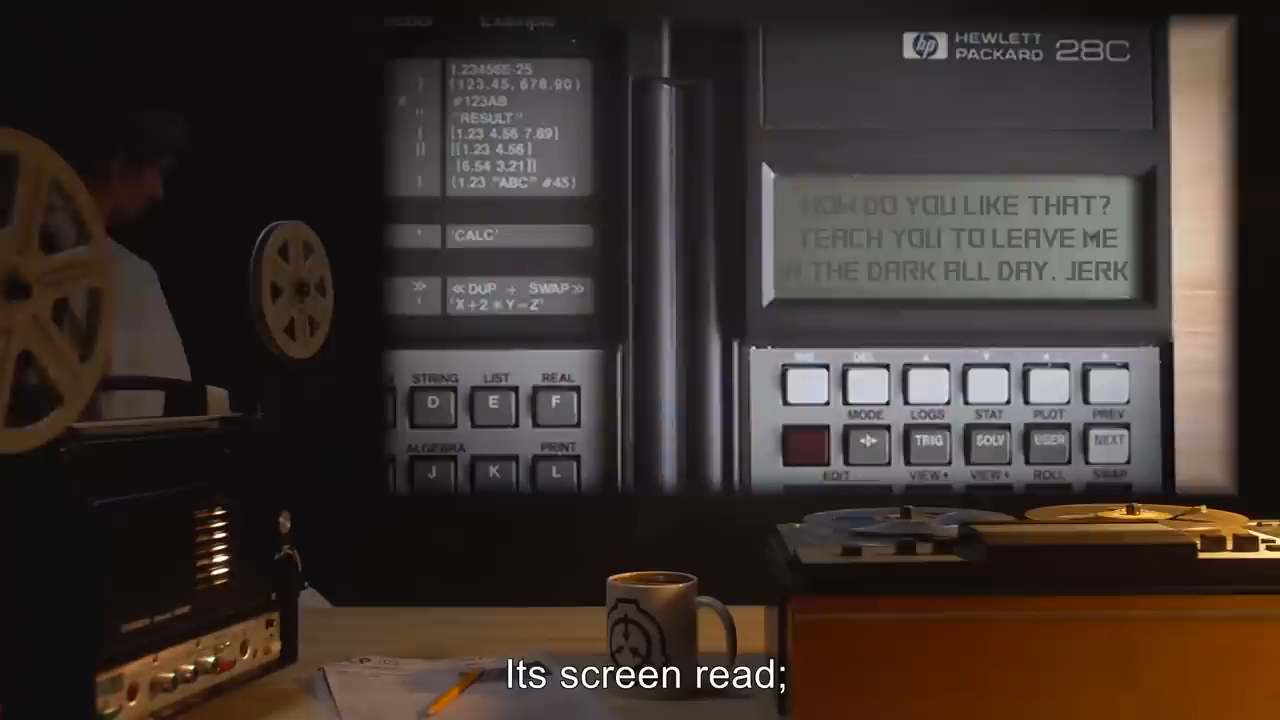 Example
1.23456E-25
(123.45, 678.90)
#123AB
"RESULT"
[1.23 4.56 7.89]
[[1.23 4.56]
[6.54 3.21]]
(1.23 "ABC" #45)
'CALC'
≪DUP + SWAP≫
'X+2*Y=Z'
STRING LIST REAL
D E F
ALGEBRA PRINT
J K L
hp HEWLETT
PACKARD 28C
HOW DO YOU LIKE THAT?
TEACH YOU TO LEAVE ME
THE DARK ALL DAY. JERK
DEL
MODE LOGS STAT PLOT PREV
TRIG SOLV USER NEXT
EDIT VIEW↑ VIEW↓ ROLL SWAP
Its screen read;